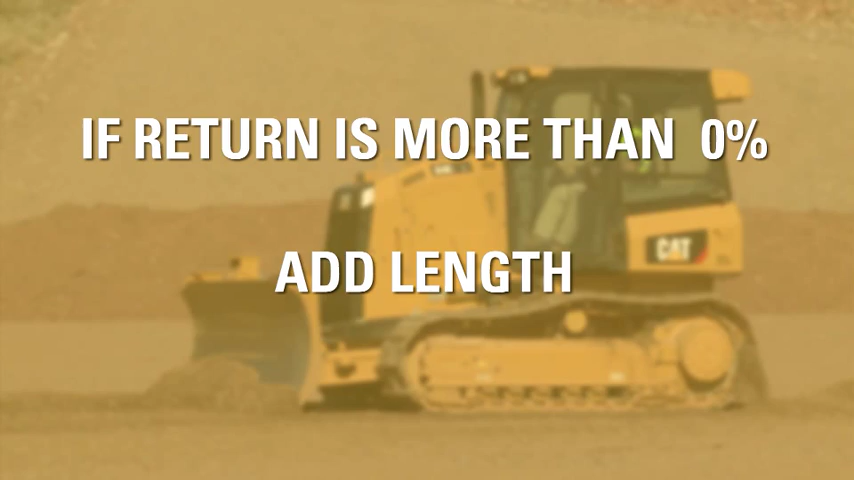 IF RETURN IS MORE THAN 0%
ADD LENGTH
CAT